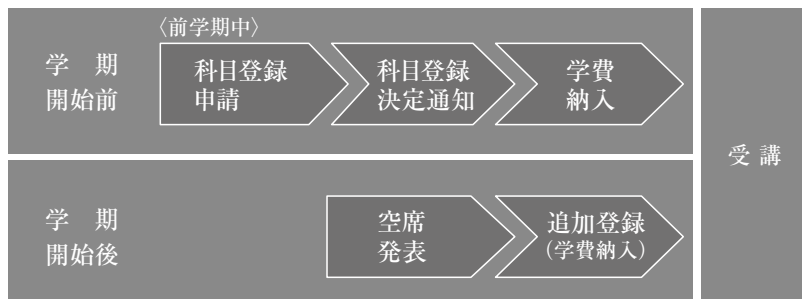 〈前学期中〉
学　期
開始前
科目登録
申請
科目登録
決定通知
学費
納入
学　期
開始後
空席
発表
追加登録
（学費納入）
受 講